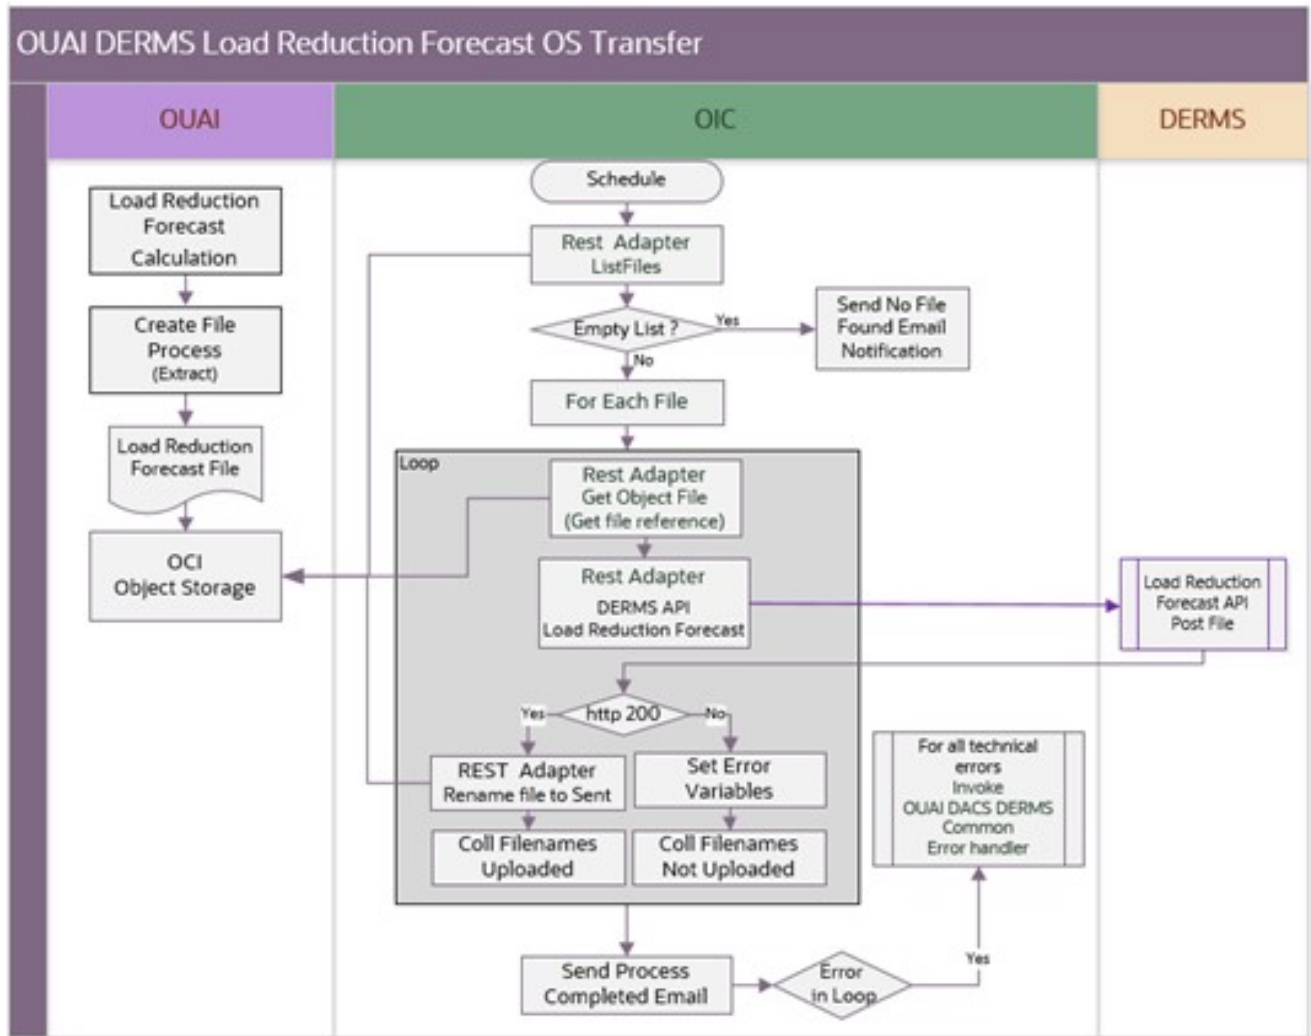 OUAI DERMS Load Reduction Forecast OS Transfer
OUAI
OIC
DERMS
Load Reduction
Forecast
Calculation
Create File
Process
(Extract)
Load Reduction
Forecast File
OCI
Object Storage
Schedule
Rest Adapter
ListFiles
Empty List ?
Yes
Send No File
Found Email
Notification
No
For Each File
Loop
Rest Adapter
Get Object File
(Get file reference)
Rest Adapter
DERMS API
Load Reduction Forecast
Load Reduction
Forecast API
Post File
http 200
Yes
No
REST Adapter
Rename file to Sent
Set Error
Variables
Coll Filenames
Uploaded
Coll Filenames
Not Uploaded
For all technical
errors
Invoke
OUAI DACS DERMS
Common
Error handler
Send Process
Completed Email
Error
in Loop
Yes